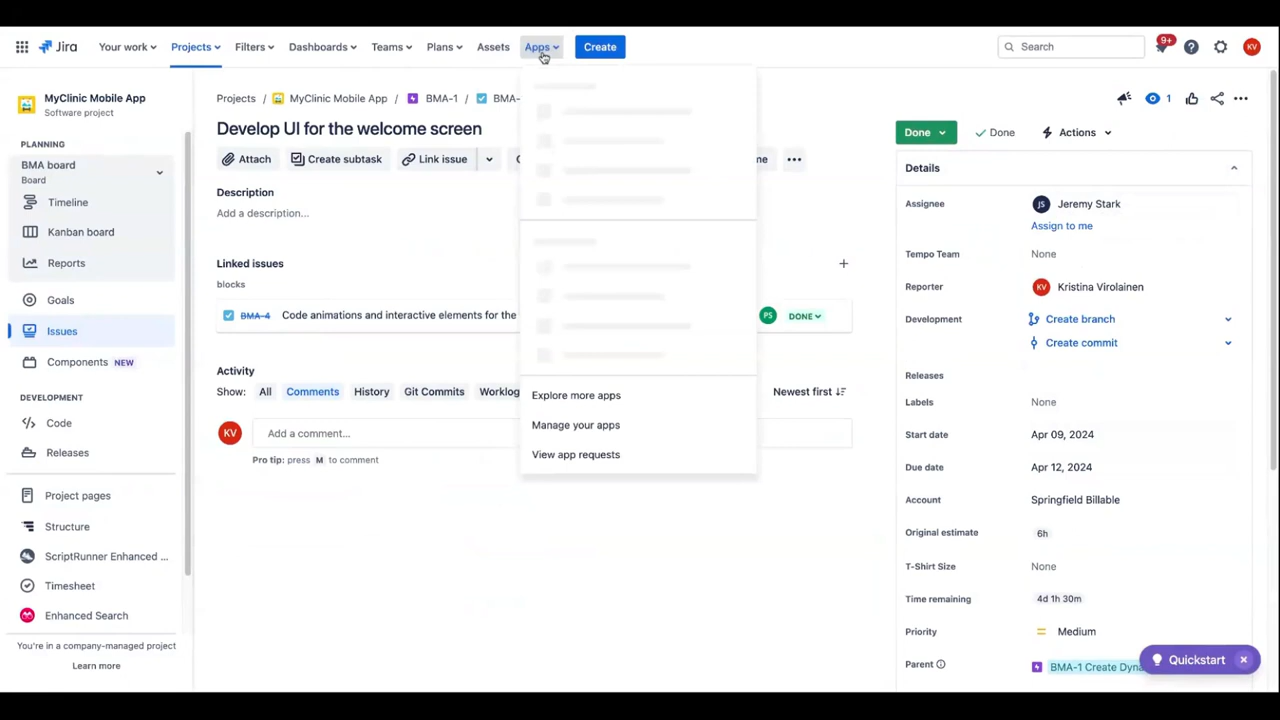 Jira
Your work
Projects
Filters
Dashboards
Teams
Plans
Assets
Apps
Create
Search
9+
KV
MyClinic Mobile App
Software project
PLANNING
BMA board
Board
Timeline
Kanban board
Reports
Goals
Issues
Components NEW
DEVELOPMENT
Code
Releases
Project pages
Structure
ScriptRunner Enhanced ...
Timesheet
Enhanced Search
You're in a company-managed project
Learn more
Projects / MyClinic Mobile App / BMA-1 / BMA-
1
Develop UI for the welcome screen
Attach
Create subtask
Link issue
Description
Add a description...
Linked issues
blocks
BMA-4 Code animations and interactive elements for the
PS
DONE
Activity
Show: All Comments History Git Commits Worklog
Newest first
KV
Add a comment...
Pro tip: press M to comment
Explore more apps
Manage your apps
View app requests
Done
Done
Actions
Details
Assignee
JS Jeremy Stark
Assign to me
Tempo Team None
Reporter KV Kristina Virolainen
Development Create branch
Create commit
Releases
Labels None
Start date Apr 09, 2024
Due date Apr 12, 2024
Account Springfield Billable
Original estimate 6h
T-Shirt Size None
Time remaining 4d 1h 30m
Priority Medium
Parent BMA-1 Create Dyna
Quickstart